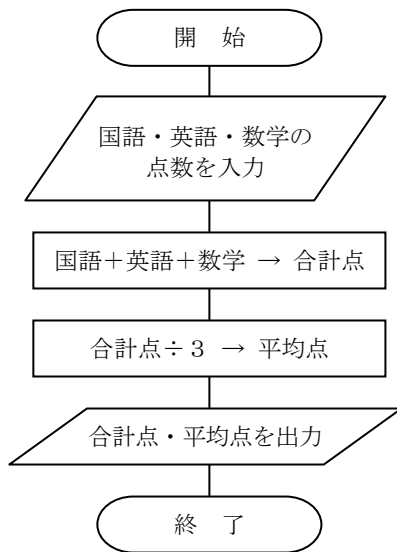 開　始
国語・英語・数学の
点数を入力
国語＋英語＋数学 → 合計点
合計点÷３ → 平均点
合計点・平均点を出力
終　了